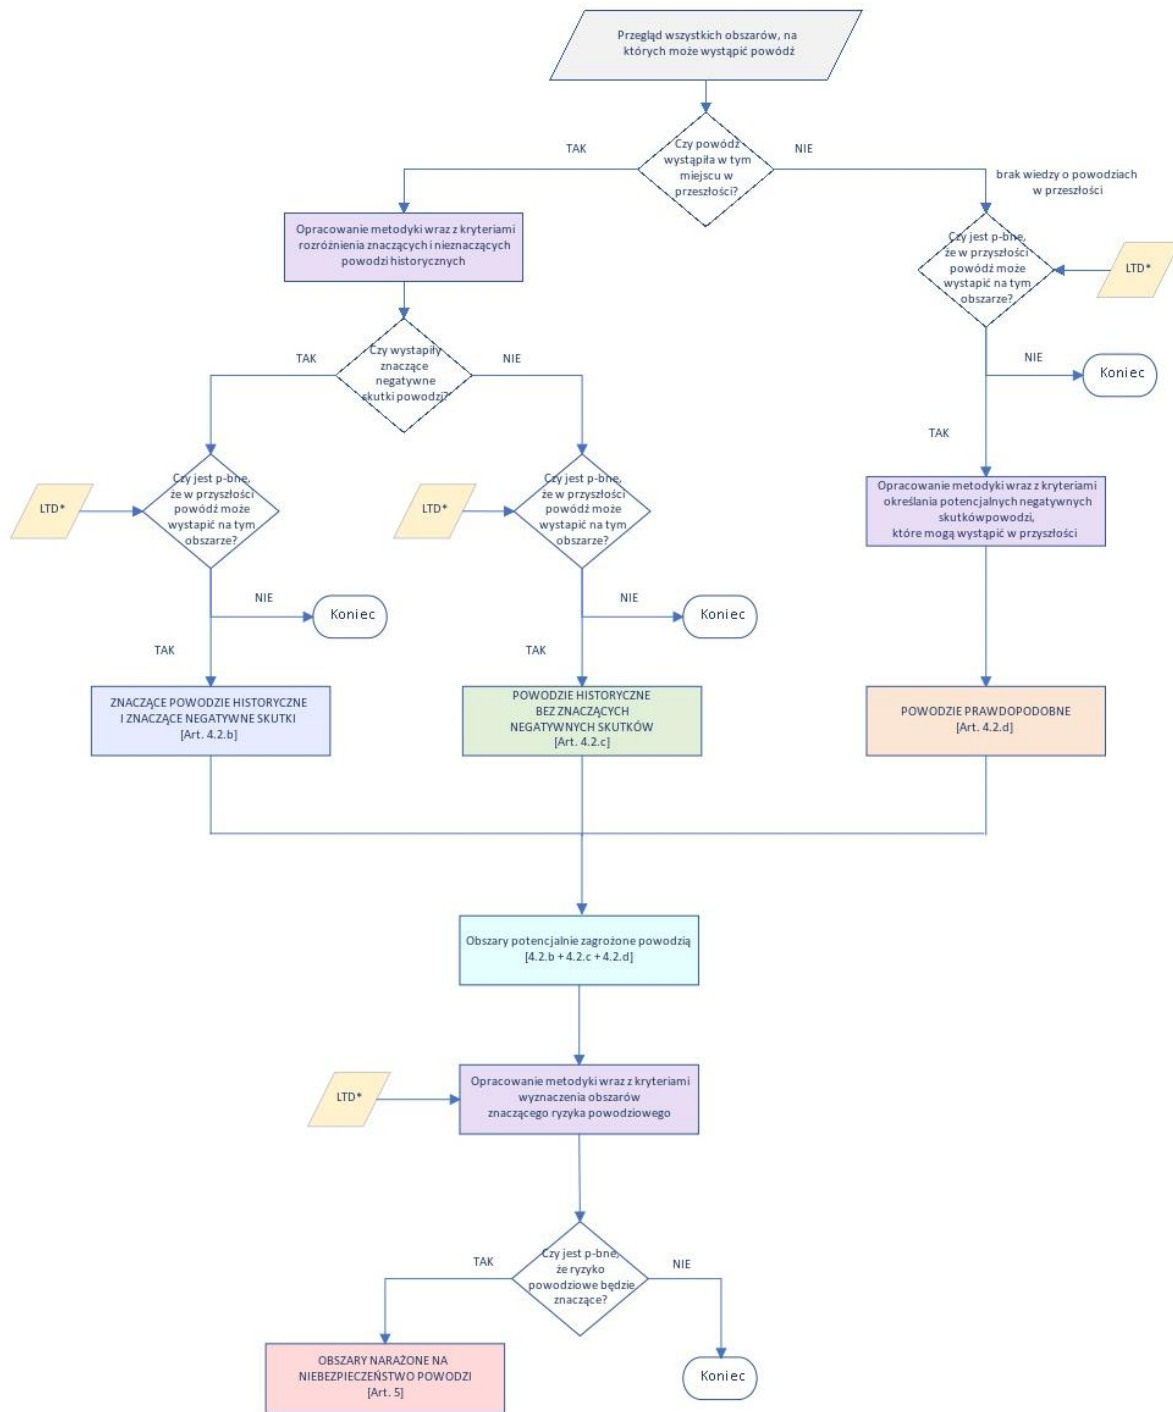 Przegląd wszystkich obszarów, na
których może wystąpić powódź
TAK
Czy powódź
wystąpiła w tym
miejscu w
przeszłości?
NIE
brak wiedzy o powodziach
w przeszłości
Opracowanie metodyki wraz z kryteriami
rozróżnienia znaczących i nieznaczących
powodzi historycznych
Czy jest p-bne,
że w przyszłości
powódź może
wystapić na tym
obszarze?
LTD*
TAK
Czy wystapiły
znaczące
negatywne
skutki powodzi?
NIE
NIE
Koniec
TAK
LTD*
Czy jest p-bne,
że w przyszłości
powódź może
wystapić na tym
obszarze?
LTD*
Czy jest p-bne,
że w przyszłości
powódź może
wystapić na tym
obszarze?
Opracowanie metodyki wraz z kryteriami
określania potencjalnych negatywnych
skutkówpowodzi,
które mogą wystąpić w przyszłości
NIE
Koniec
NIE
Koniec
TAK
TAK
ZNACZĄCE POWODZIE HISTORYCZNE
I ZNACZĄCE NEGATYWNE SKUTKI
[Art. 4.2.b]
POWODZIE HISTORYCZNE
BEZ ZNACZĄCYCH
NEGATYWNYCH SKUTKÓW
[Art. 4.2.c]
POWODZIE PRAWDOPODOBNE
[Art. 4.2.d]
Obszary potencjalnie zagrożone powodzią
[4.2.b + 4.2.c + 4.2.d]
LTD*
Opracowanie metodyki wraz z kryteriami
wyznaczenia obszarów
znaczącego ryzyka powodziowego
TAK
Czy jest p-bne,
że ryzyko
powodziowe będzie
znaczące?
NIE
OBSZARY NARAŻONE NA
NIEBEZPIECZEŃSTWO POWODZI
[Art. 5]
Koniec